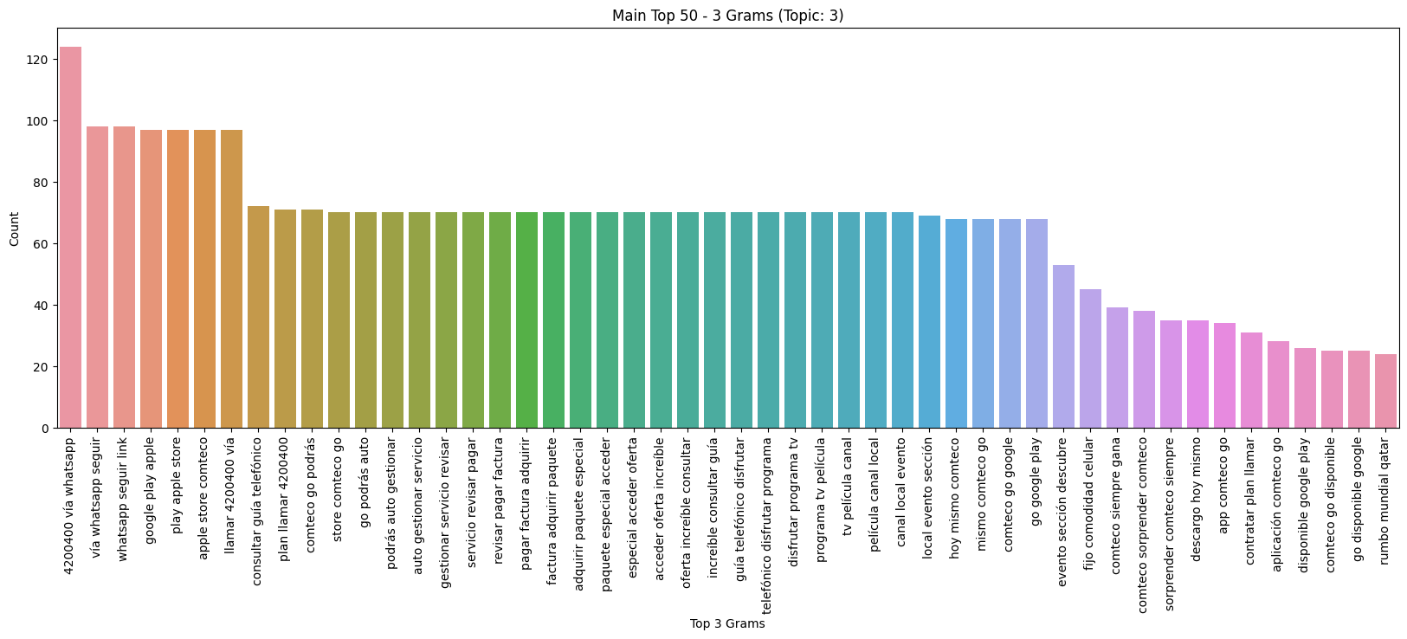 Main Top 50 - 3 Grams (Topic: 3)
Count
120
100
80
60
40
20
0
4200400 vía whatsapp
vía whatsapp seguir
whatsapp seguir link
google play apple
play apple store
apple store comteco
llamar 4200400 vía
consultar guía telefónico
plan llamar 4200400
comteco go podrás
store comteco go
go podrás auto
podrás auto gestionar
auto gestionar servicio
gestionar servicio revisar
servicio revisar pagar
revisar pagar factura
pagar factura adquirir
factura adquirir paquete
adquirir paquete especial
paquete especial acceder
especial acceder oferta
acceder oferta increíble
oferta increíble consultar
increíble consultar guía
guía telefónico disfrutar
telefónico disfrutar programa
disfrutar programa tv
programa tv película
tv película canal
película canal local
canal local evento
local evento sección
hoy mismo comteco
mismo comteco go
comteco go google
go google play
evento sección descubre
fijo comodidad celular
comteco siempre gana
comteco sorprender comteco
sorprender comteco siempre
descargo hoy mismo
app comteco go
contratar plan llamar
aplicación comteco go
disponible google play
comteco go disponible
go disponible google
rumbo mundial qatar
Top 3 Grams